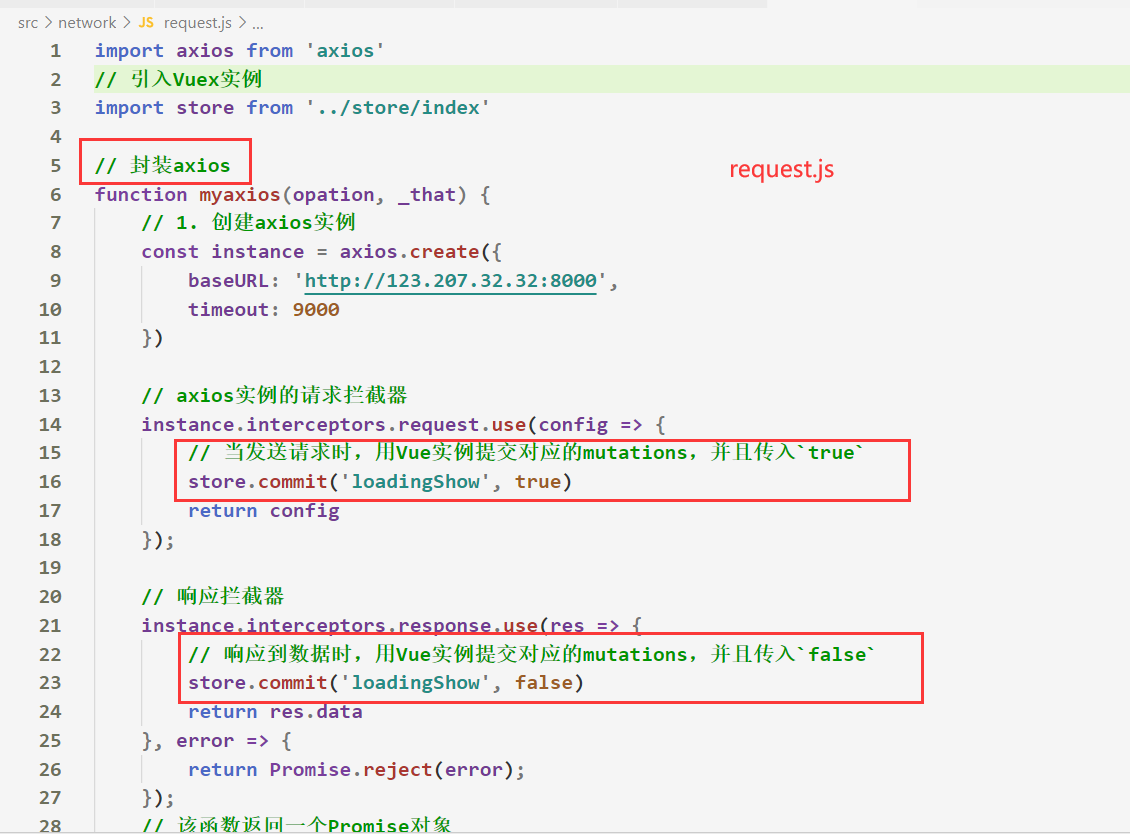 src > network > JS request.js > ...
1 import axios from 'axios'
2 // 引入Vuex实例
3 import store from '../store/index'
4
5 // 封装axios
request.js
6 function myaxios(opation, _that) {
7 // 1. 创建axios实例
8 const instance = axios.create({
9 baseURL: 'http://123.207.32.32:8000',
10 timeout: 9000
11 })
12
13 // axios实例的请求拦截器
14 instance.interceptors.request.use(config => {
15 // 当发送请求时，用Vue实例提交对应的mutations，并且传入`true`
16 store.commit('loadingShow', true)
17 return config
18 });
19
20 // 响应拦截器
21 instance.interceptors.response.use(res => {
22 // 响应到数据时，用Vue实例提交对应的mutations，并且传入`false`
23 store.commit('loadingShow', false)
24 return res.data
25 }, error => {
26 return Promise.reject(error);
27 });
28 // 该函数返回一个Promise对象